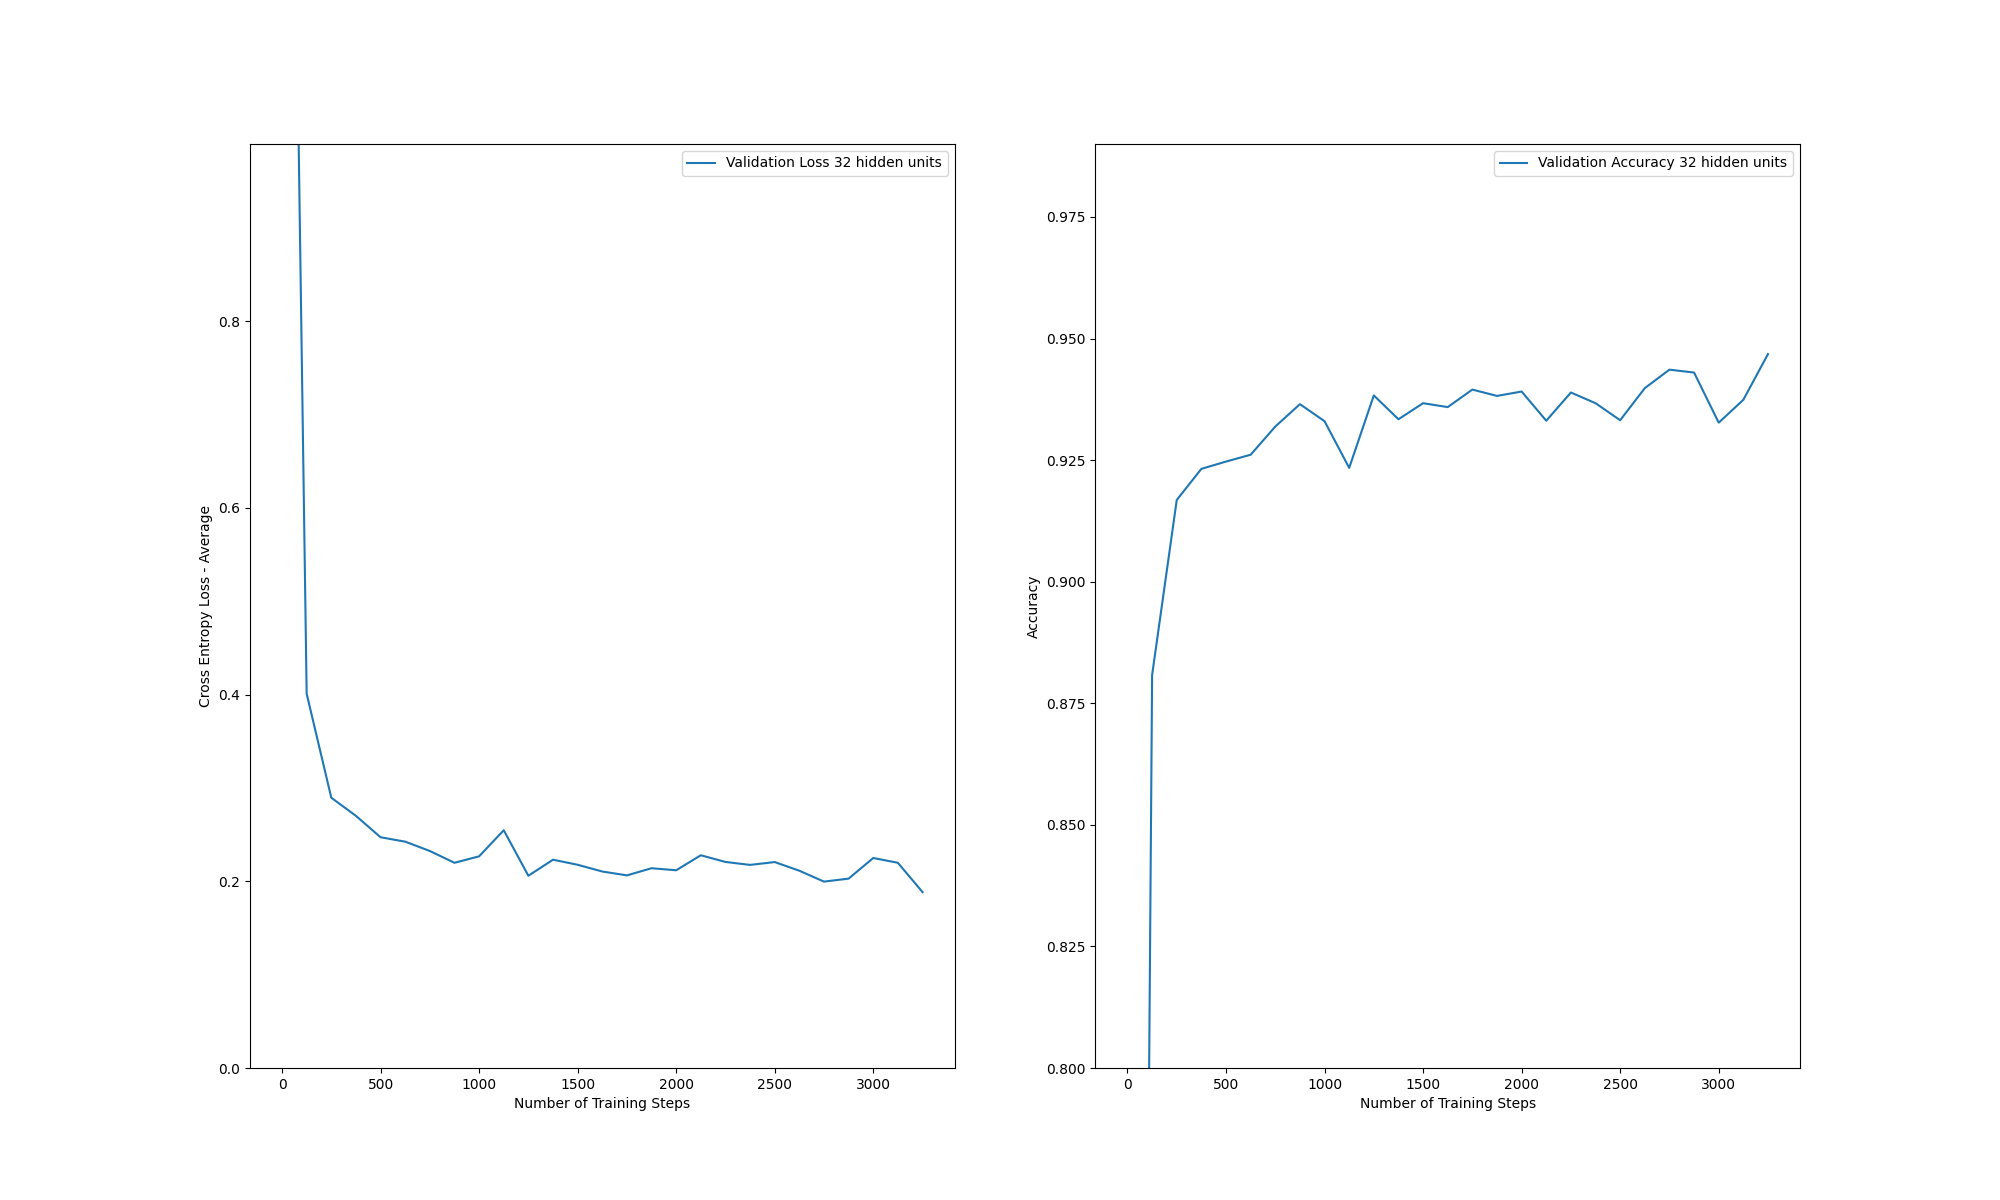 Validation Loss 32 hidden units
Cross Entropy Loss - Average
0.8
0.6
0.4
0.2
0.0
0 500 1000 1500 2000 2500 3000
Number of Training Steps
Validation Accuracy 32 hidden units
Accuracy
0.975
0.950
0.925
0.900
0.875
0.850
0.825
0.800
0 500 1000 1500 2000 2500 3000
Number of Training Steps